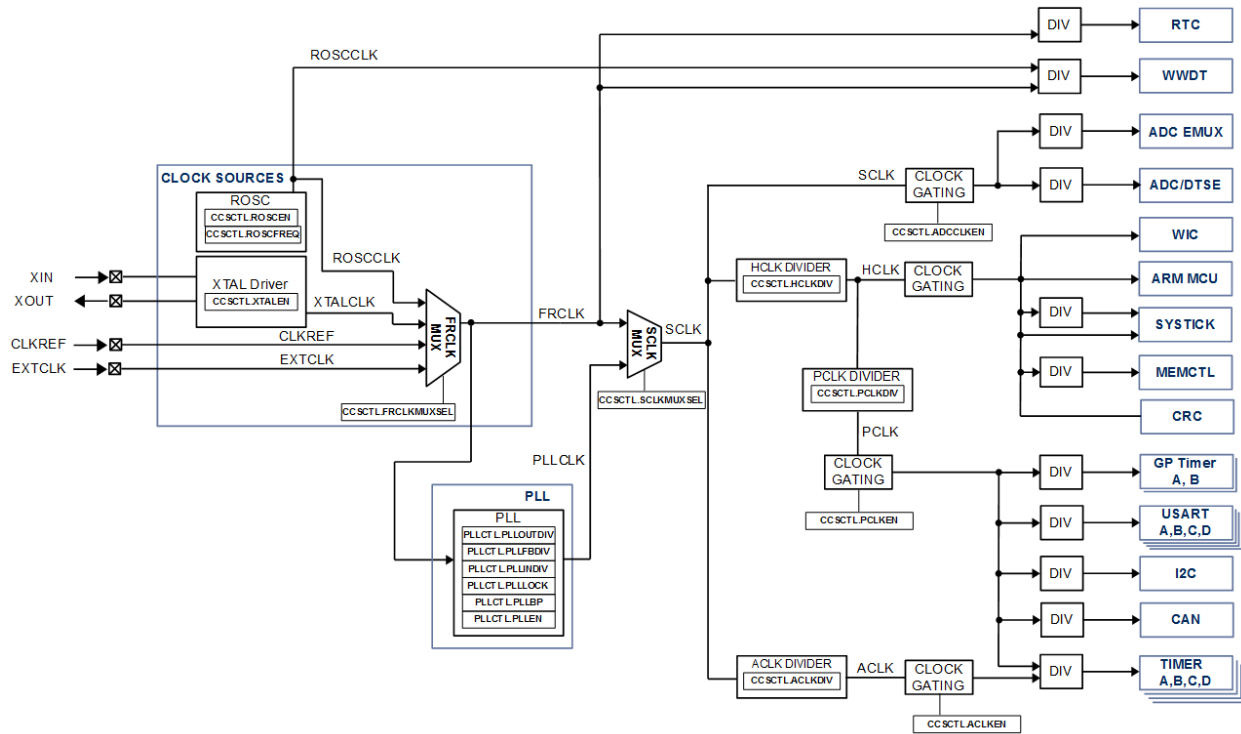 DIV
RTC
ROSCCLK
DIV
WWDT
DIV
ADC EMUX
CLOCK SOURCES
ROSC
CCSCTL.ROSCEN
CCSCTL.ROSCFREQ
SCLK
CLOCK
GATING
CCSCTL.ADCCLKEN
DIV
ADC/DTSE
WIC
XIN
XOUT
XTAL Driver
CCSCTL.XTALEN
ROSCCLK
XTALCLK
CLKREF
CLKREF
EXTCLK
EXTCLK
FRCLK
MUX
CCSCTL.FRCLKMUXSEL
FRCLK
SCLK
MUX
SCLK
CCSCTL.SCLKMUXSEL
HCLK DIVIDER
CCSCTL.HCLKDIV
HCLK
CLOCK
GATING
ARM MCU
DIV
SYSTICK
DIV
MEMCTL
CRC
PCLK DIVIDER
CCSCTL.PCLKDIV
PCLK
CLOCK
GATING
CCSCTL.PCLKEN
PLLCLK
PLL
PLL
PLLCTL.PLLOUTDIV
PLLCTL.PLLFBDIV
PLLCTL.PLLINDIV
PLLCTL.PLLLOCK
PLLCTL.PLLBP
PLLCTL.PLLEN
DIV
GP Timer
A, B
DIV
USART
A,B,C,D
DIV
I2C
DIV
CAN
ACLK DIVIDER
CCSCTL.ACLKDIV
ACLK
CLOCK
GATING
CCSCTL.ACLKEN
DIV
TIMER
A,B,C,D